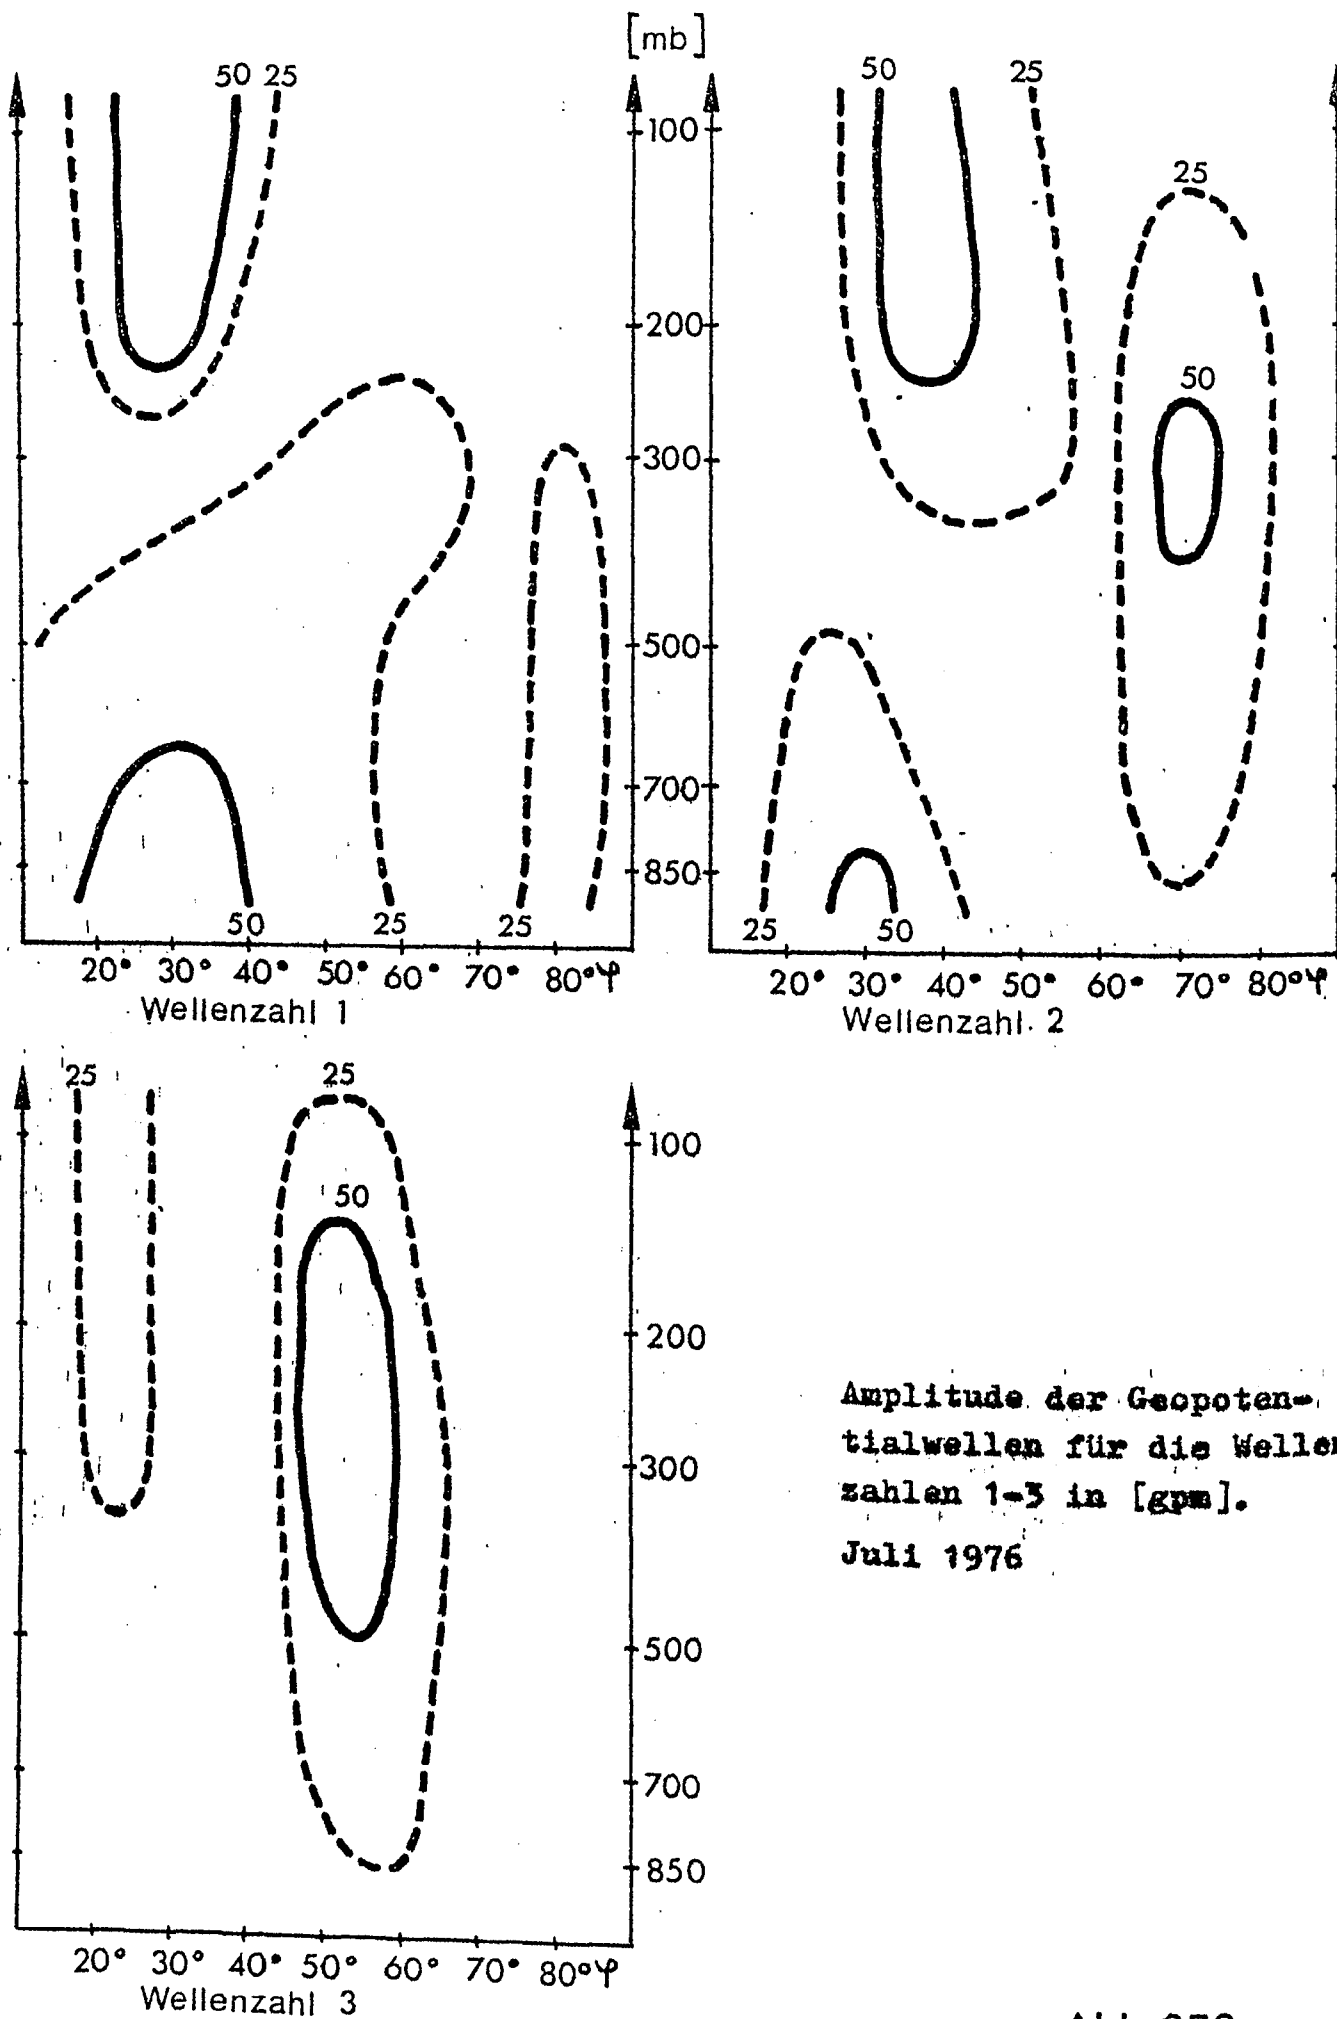 [mb]
50 25
50 25
100
25
200
50
300
500
700
850
50 25 25
25 50
20° 30° 40° 50° 60° 70° 80° φ
20° 30° 40° 50° 60° 70° 80° φ
Wellenzahl 1
Wellenzahl 2
25 25
100
50
200
300
500
700
850
20° 30° 40° 50° 60° 70° 80° φ
Wellenzahl 3
Amplitude der Geopoten-
tialwellen für die Wellen
zahlen 1-3 in [gpm].
Juli 1976